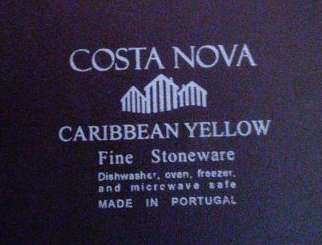 COSTA NOVA
CARIBBEAN YELLOW
Fine Stoneware
Dishwasher, oven, freezer,
and microwave safe
MADE IN PORTUGAL